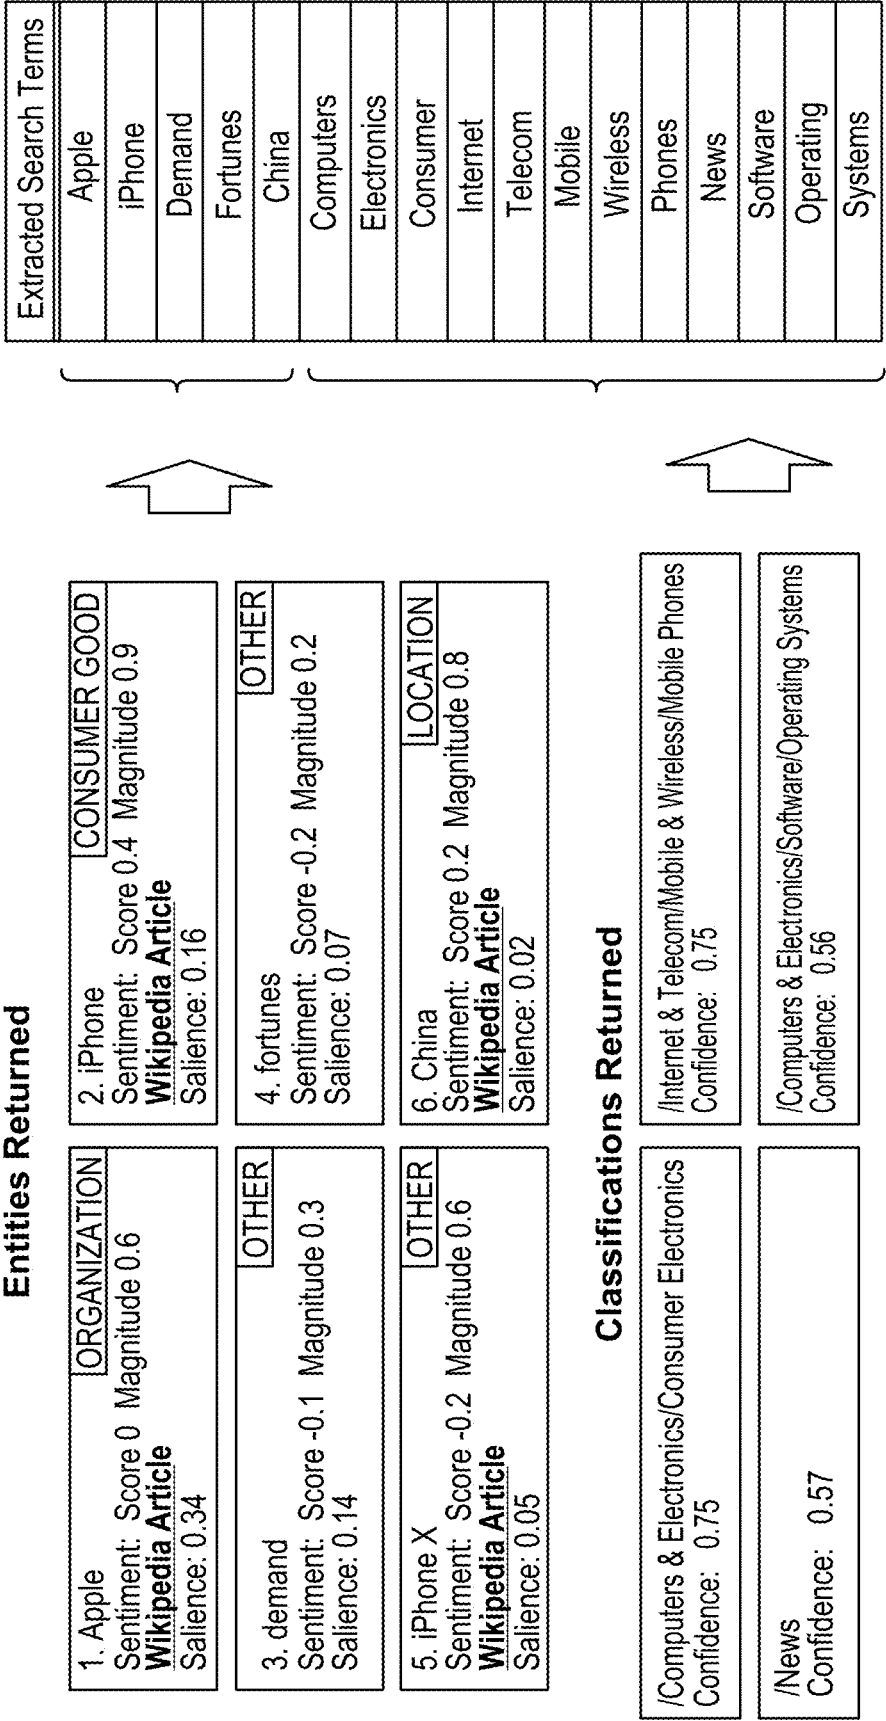 Entities Returned
1. Apple
ORGANIZATION
Sentiment: Score 0 Magnitude 0.6
Wikipedia Article
Salience: 0.34
2. iPhone
CONSUMER GOOD
Sentiment: Score 0.4 Magnitude 0.9
Wikipedia Article
Salience: 0.16
3. demand
OTHER
Sentiment: Score -0.1 Magnitude 0.3
Salience: 0.14
4. fortunes
OTHER
Sentiment: Score -0.2 Magnitude 0.2
Salience: 0.07
5. iPhone X
OTHER
Sentiment: Score -0.2 Magnitude 0.6
Wikipedia Article
Salience: 0.05
6. China
LOCATION
Sentiment: Score 0.2 Magnitude 0.8
Wikipedia Article
Salience: 0.02
Classifications Returned
/Computers & Electronics/Consumer Electronics
Confidence: 0.75
/Internet & Telecom/Mobile & Wireless/Mobile Phones
Confidence: 0.75
/News
Confidence: 0.57
/Computers & Electronics/Software/Operating Systems
Confidence: 0.56
Extracted Search Terms
Apple
iPhone
Demand
Fortunes
China
Computers
Electronics
Consumer
Internet
Telecom
Mobile
Wireless
Phones
News
Software
Operating
Systems